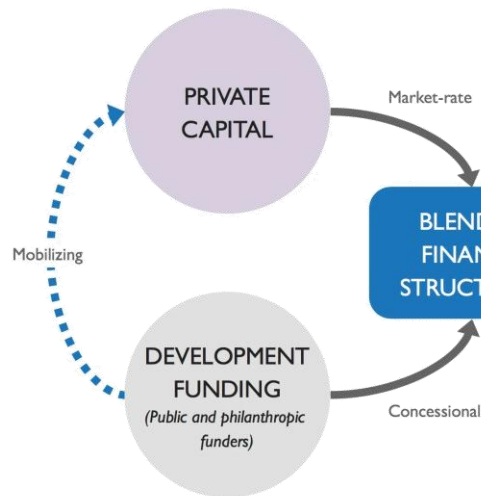 PRIVATE
CAPITAL
Market-rate
BLEND
FINAN
STRUCT
Mobilizing
DEVELOPMENT
FUNDING
(Public and philanthropic
funders)
Concessional